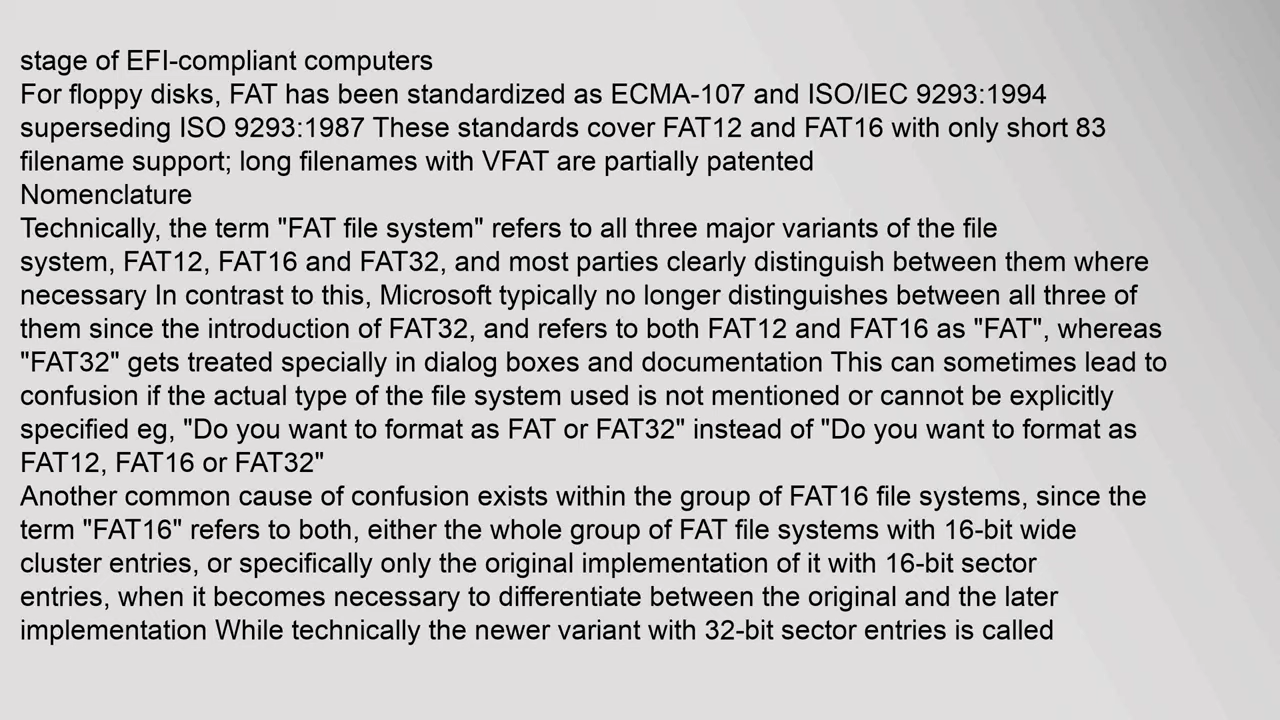 stage of EFI-compliant computers
For floppy disks, FAT has been standardized as ECMA-107 and ISO/IEC 9293:1994
superseding ISO 9293:1987 These standards cover FAT12 and FAT16 with only short 83
filename support; long filenames with VFAT are partially patented
Nomenclature
Technically, the term "FAT file system" refers to all three major variants of the file
system, FAT12, FAT16 and FAT32, and most parties clearly distinguish between them where
necessary In contrast to this, Microsoft typically no longer distinguishes between all three of
them since the introduction of FAT32, and refers to both FAT12 and FAT16 as "FAT", whereas
"FAT32" gets treated specially in dialog boxes and documentation This can sometimes lead to
confusion if the actual type of the file system used is not mentioned or cannot be explicitly
specified eg, "Do you want to format as FAT or FAT32" instead of "Do you want to format as
FAT12, FAT16 or FAT32"
Another common cause of confusion exists within the group of FAT16 file systems, since the
term "FAT16" refers to both, either the whole group of FAT file systems with 16-bit wide
cluster entries, or specifically only the original implementation of it with 16-bit sector
entries, when it becomes necessary to differentiate between the original and the later
implementation While technically the newer variant with 32-bit sector entries is called